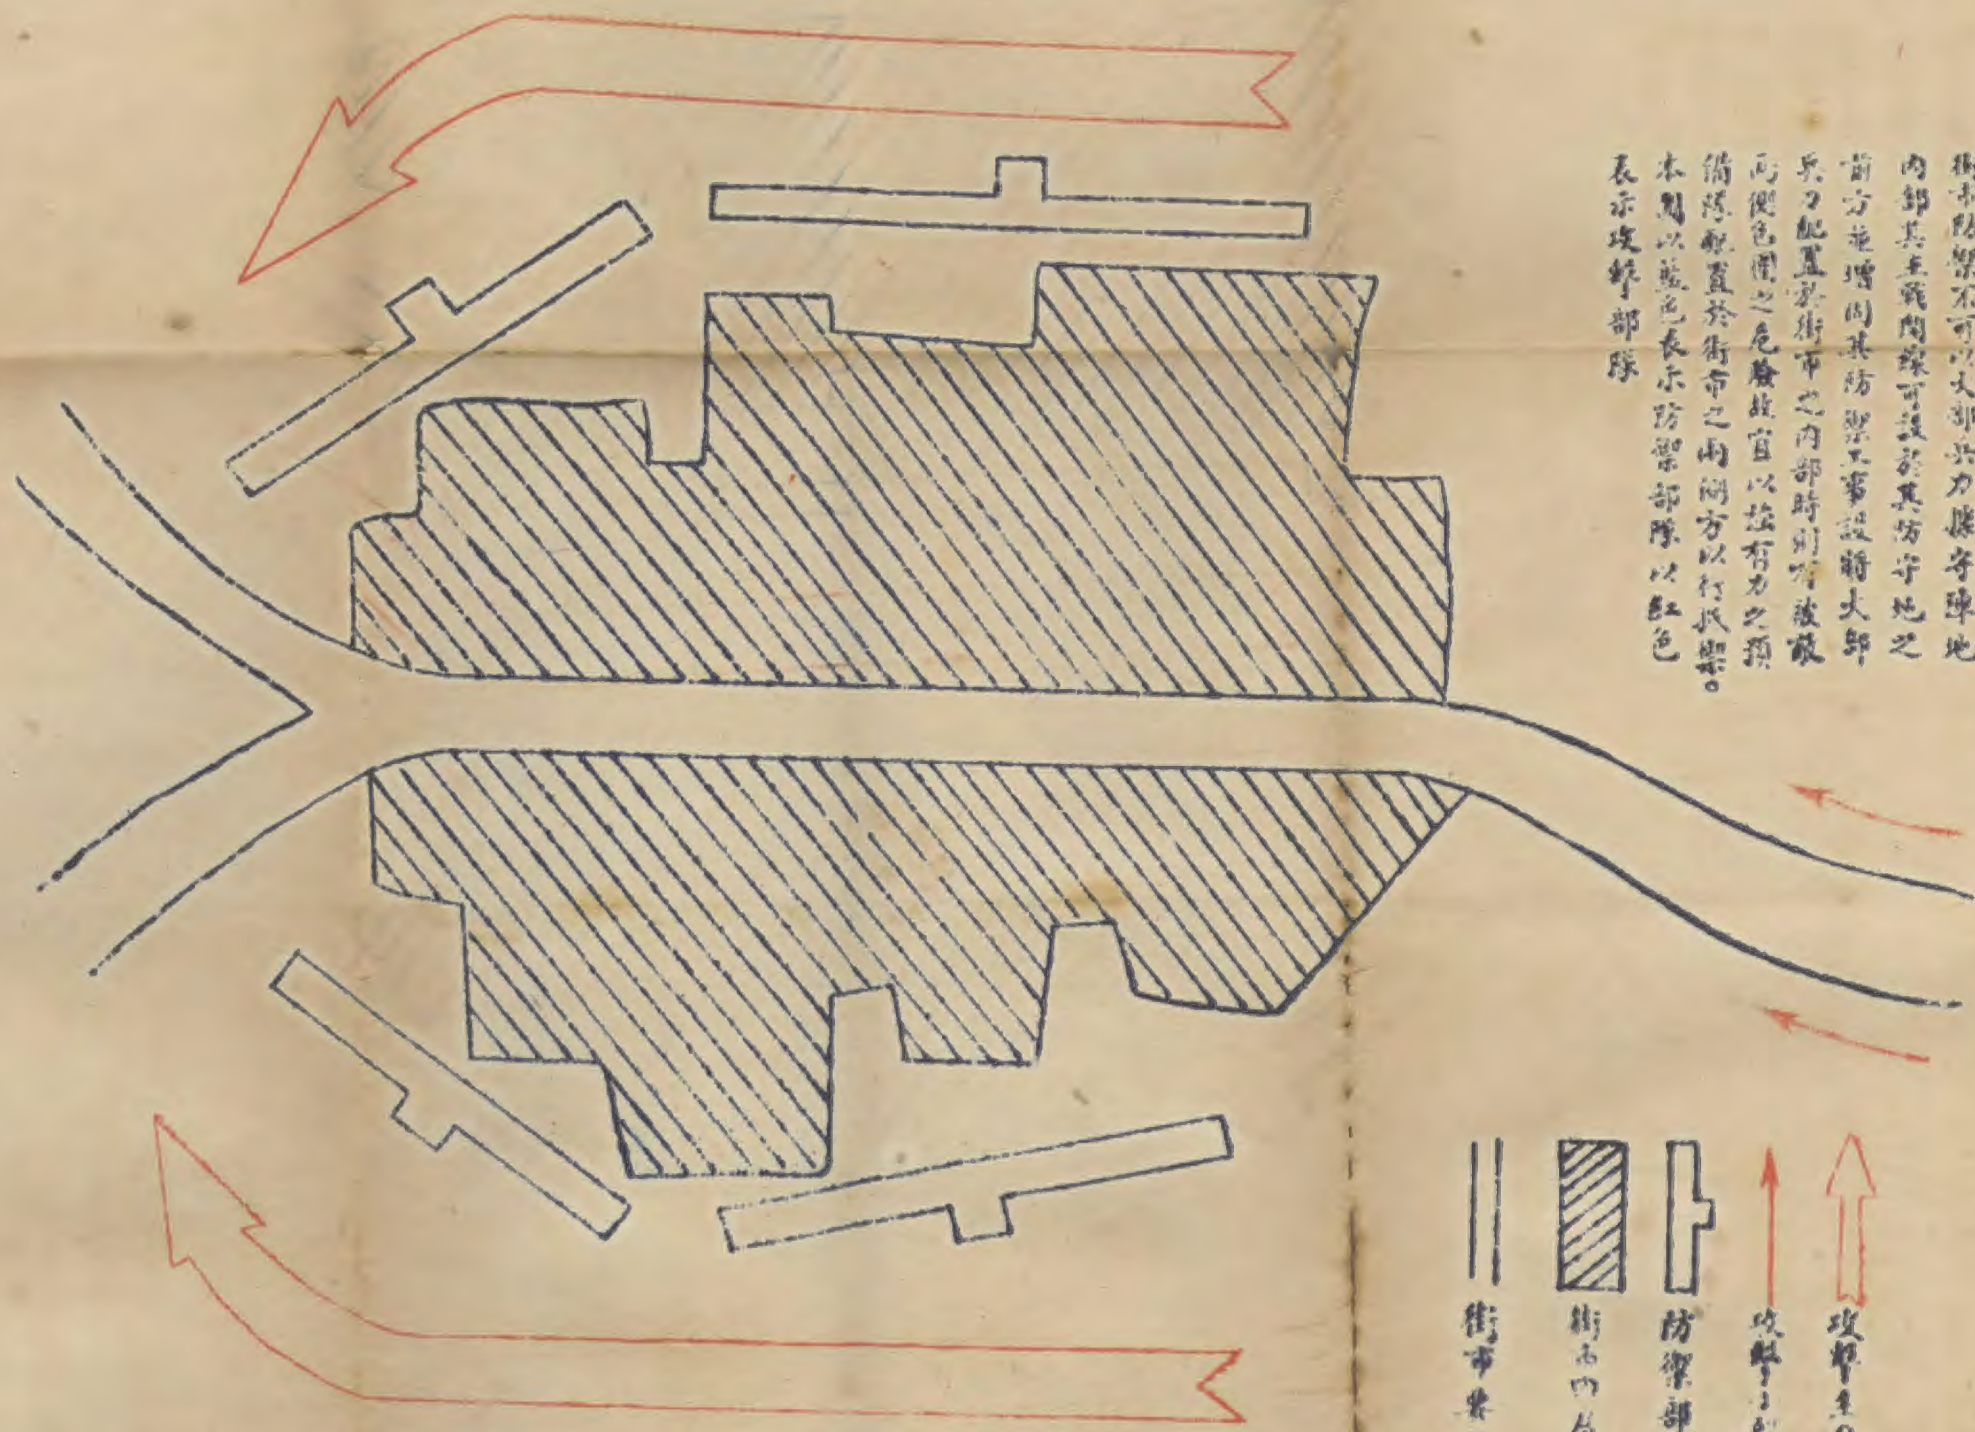 街市防禦不可以大部兵力據守陣地
內部其主戰鬥線可設於其防守地之
前方並增固其防禦工事設將大部
兵力配置於街市之內部時則有被敵
兩側包圍之危險故宜以強有力之預
備隊配置於街市之兩側方以行抵禦。
本圖以藍色表示防禦部隊以紅色
表示攻擊部隊
攻擊主
攻擊
防禦部
街市內
街市要